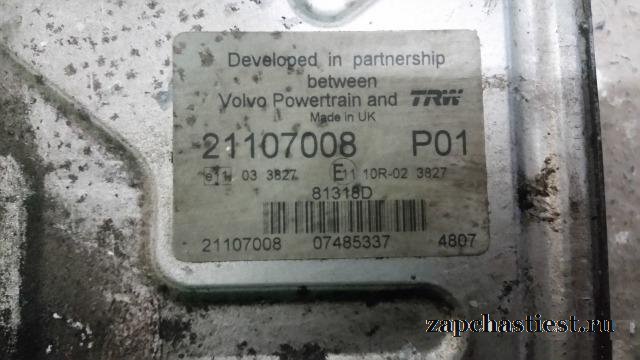 Developed in partnership
between
Volvo Powertrain and TRW
Made in UK
21107008 P01
e11 03 3827 E11 10R-02 3827
81318D
21107008 07485337 4807
zapchastiest.ru